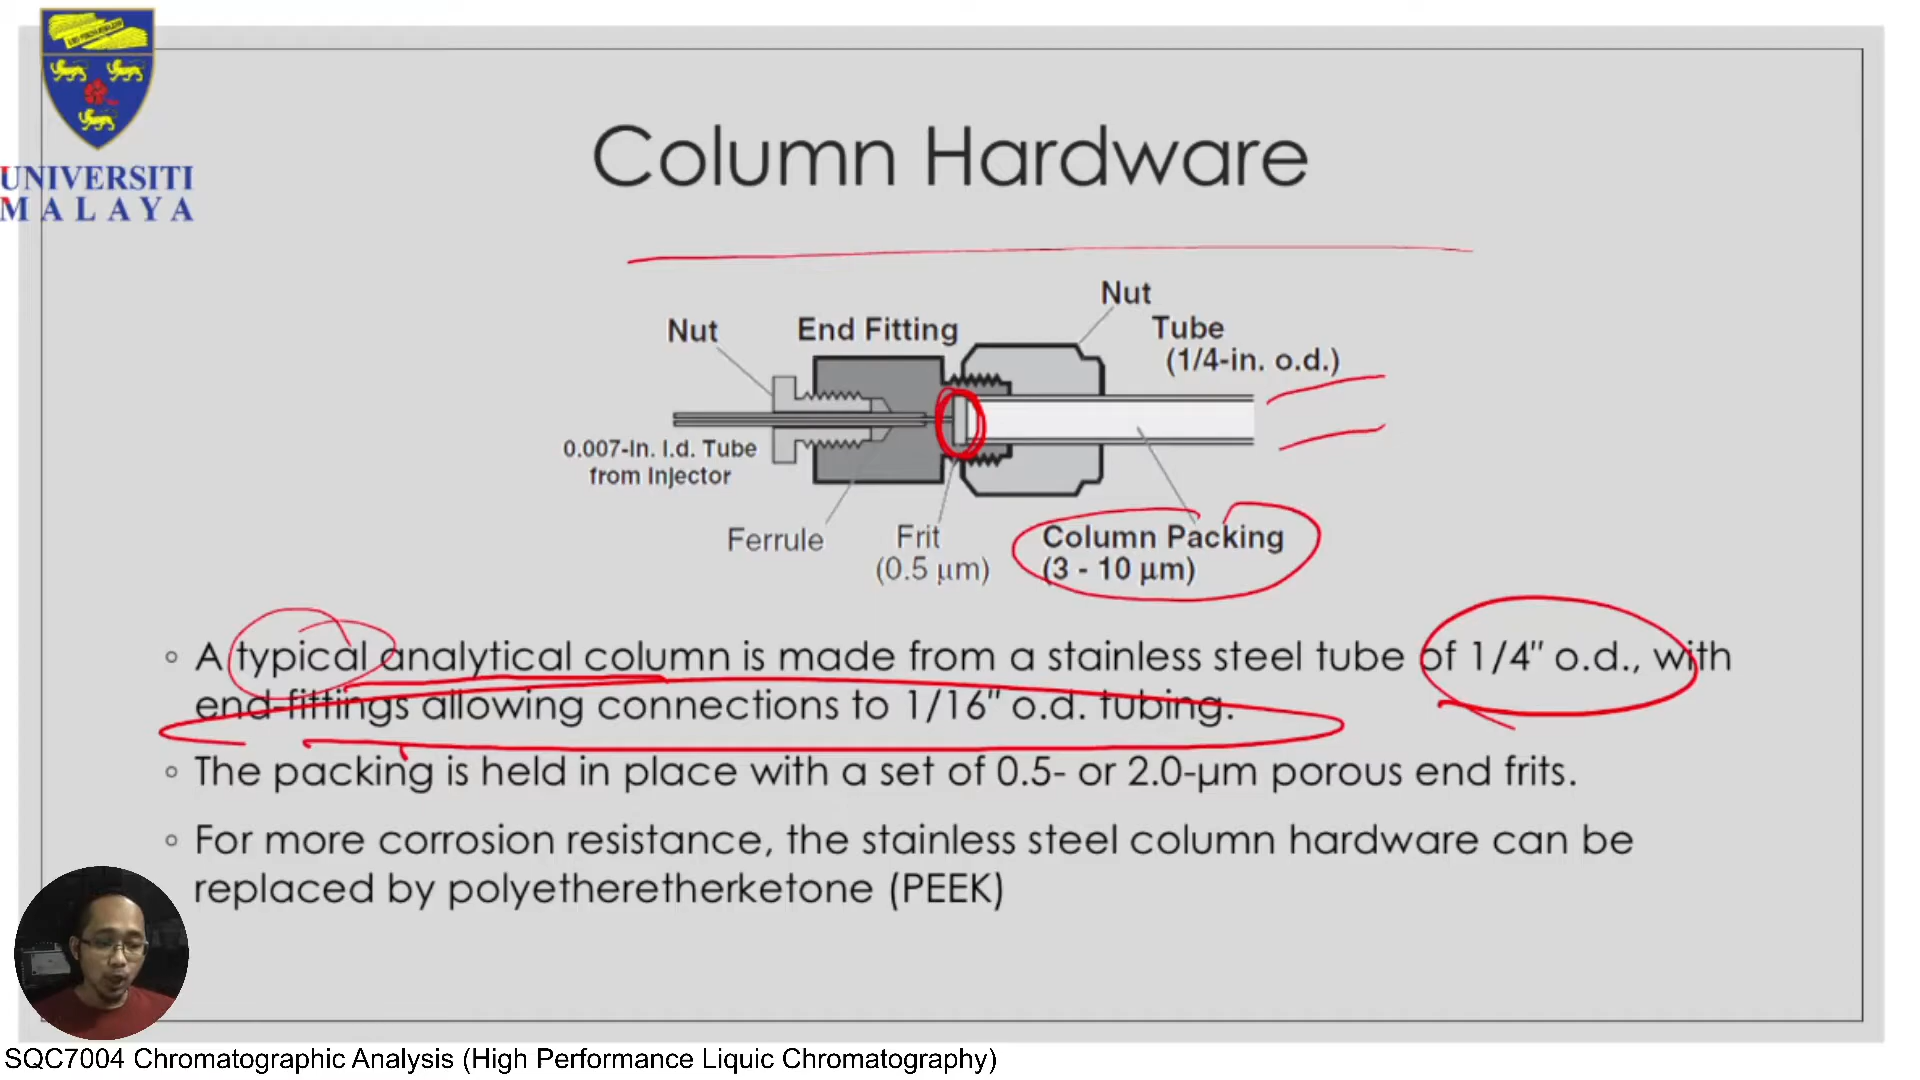 UNIVERSITI
MALAYA
Column Hardware
Nut
Nut
End Fitting
Tube
(1/4-in. o.d.)
0.007-In. I.d. Tube
from Injector
Ferrule
Frit
(0.5 µm)
Column Packing
(3 - 10 µm)
◦ A typical analytical column is made from a stainless steel tube of 1/4" o.d., with
end-fittings allowing connections to 1/16" o.d. tubing.
◦ The packing is held in place with a set of 0.5- or 2.0-µm porous end frits.
◦ For more corrosion resistance, the stainless steel column hardware can be
replaced by polyetheretherketone (PEEK)
SQC7004 Chromatographic Analysis (High Performance Liquic Chromatography)